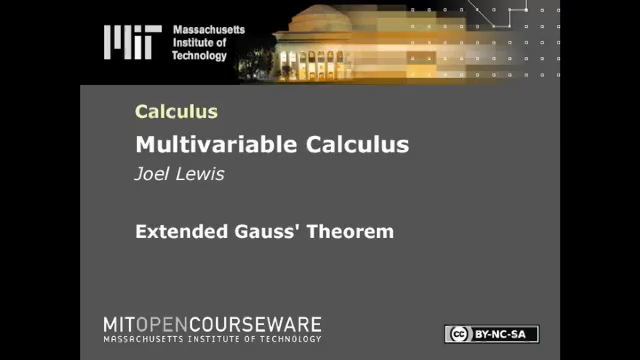 Massachusetts
Institute of
Technology
Calculus
Multivariable Calculus
Joel Lewis
Extended Gauss' Theorem
MITOPENCOURSEWARE
MASSACHUSETTS INSTITUTE OF TECHNOLOGY
cc BY-NC-SA